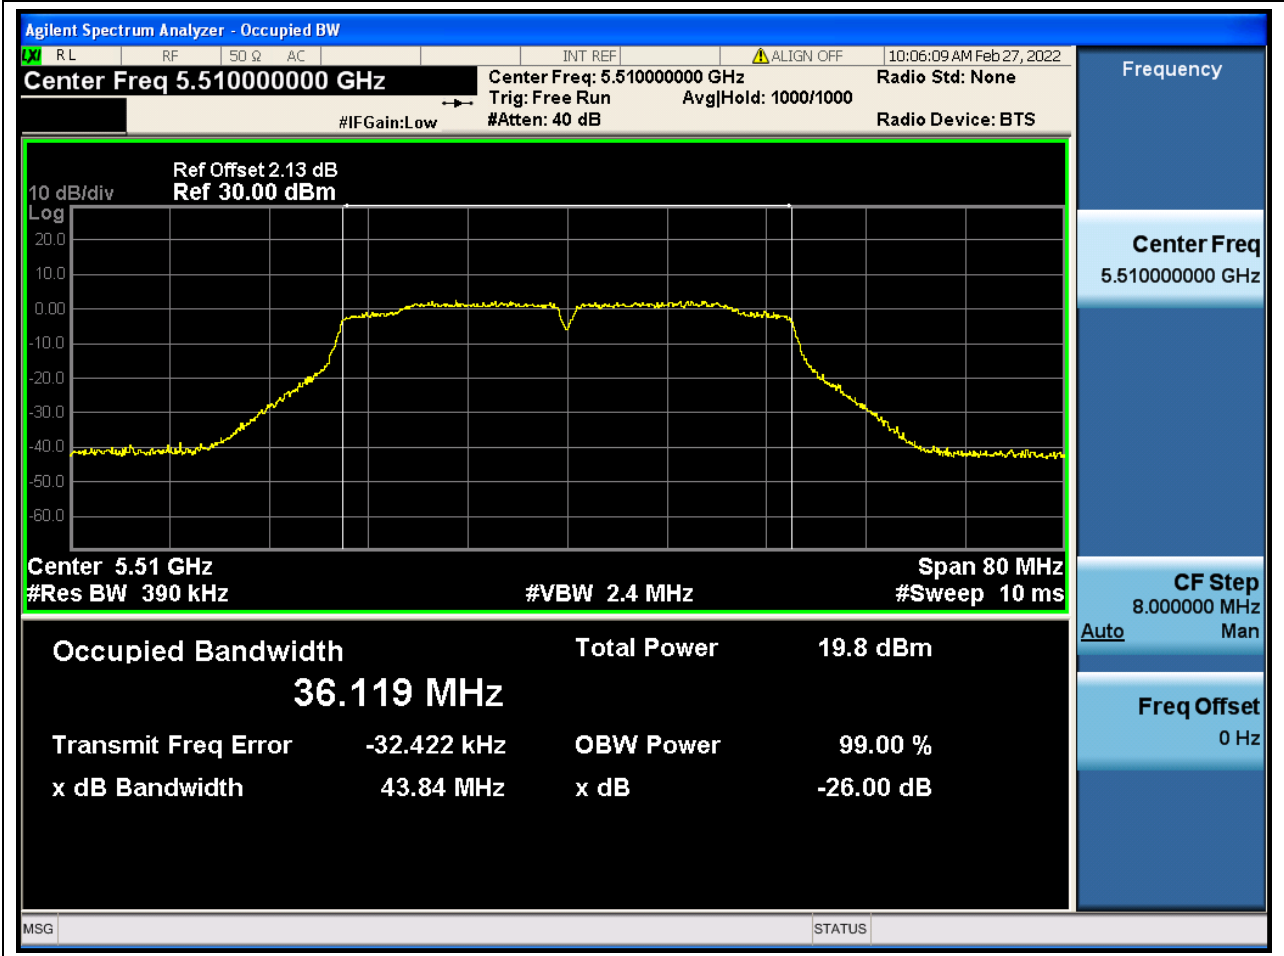 Agilent Spectrum Analyzer - Occupied BW
LXI RL RF 50 Ω AC INT REF ALIGN OFF 10:06:09 AM Feb 27, 2022
Center Freq 5.510000000 GHz
Center Freq: 5.510000000 GHz
Radio Std: None
Trig: Free Run Avg|Hold: 1000/1000
#IFGain:Low
#Atten: 40 dB
Radio Device: BTS
Ref Offset 2.13 dB
10 dB/div Ref 30.00 dBm
Log
20.0
10.0
0.00
-10.0
-20.0
-30.0
-40.0
-50.0
-60.0
Center 5.51 GHz Span 80 MHz
#Res BW 390 kHz #VBW 2.4 MHz #Sweep 10 ms
Occupied Bandwidth Total Power 19.8 dBm
36.119 MHz
Transmit Freq Error -32.422 kHz OBW Power 99.00 %
x dB Bandwidth 43.84 MHz x dB -26.00 dB
Frequency
Center Freq
5.510000000 GHz
CF Step
8.000000 MHz
Auto Man
Freq Offset
0 Hz
MSG STATUS